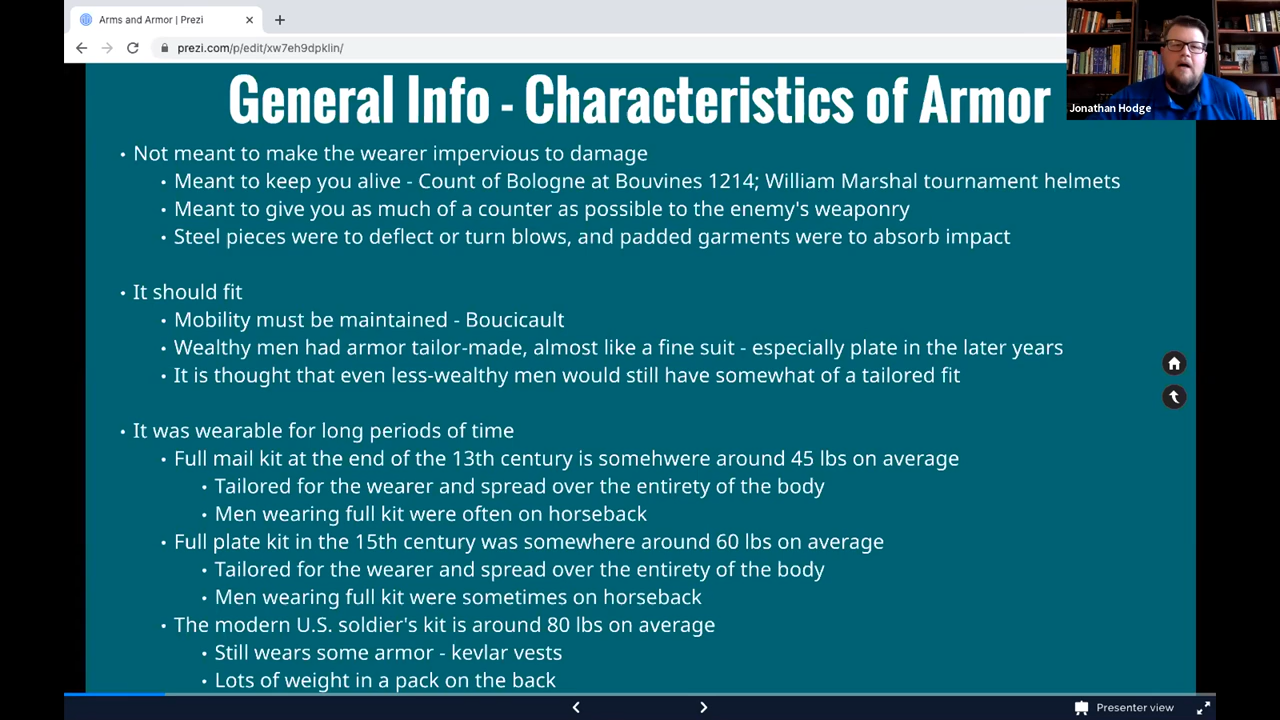 Arms and Armor | Prezi
prezi.com/p/edit/xw7eh9dpklin/
Jonathan Hodge
General Info - Characteristics of Armor
• Not meant to make the wearer impervious to damage
• Meant to keep you alive - Count of Bologne at Bouvines 1214; William Marshal tournament helmets
• Meant to give you as much of a counter as possible to the enemy's weaponry
• Steel pieces were to deflect or turn blows, and padded garments were to absorb impact
• It should fit
• Mobility must be maintained - Boucicault
• Wealthy men had armor tailor-made, almost like a fine suit - especially plate in the later years
• It is thought that even less-wealthy men would still have somewhat of a tailored fit
• It was wearable for long periods of time
• Full mail kit at the end of the 13th century is somehwere around 45 lbs on average
• Tailored for the wearer and spread over the entirety of the body
• Men wearing full kit were often on horseback
• Full plate kit in the 15th century was somewhere around 60 lbs on average
• Tailored for the wearer and spread over the entirety of the body
• Men wearing full kit were sometimes on horseback
• The modern U.S. soldier's kit is around 80 lbs on average
• Still wears some armor - kevlar vests
• Lots of weight in a pack on the back
Presenter view